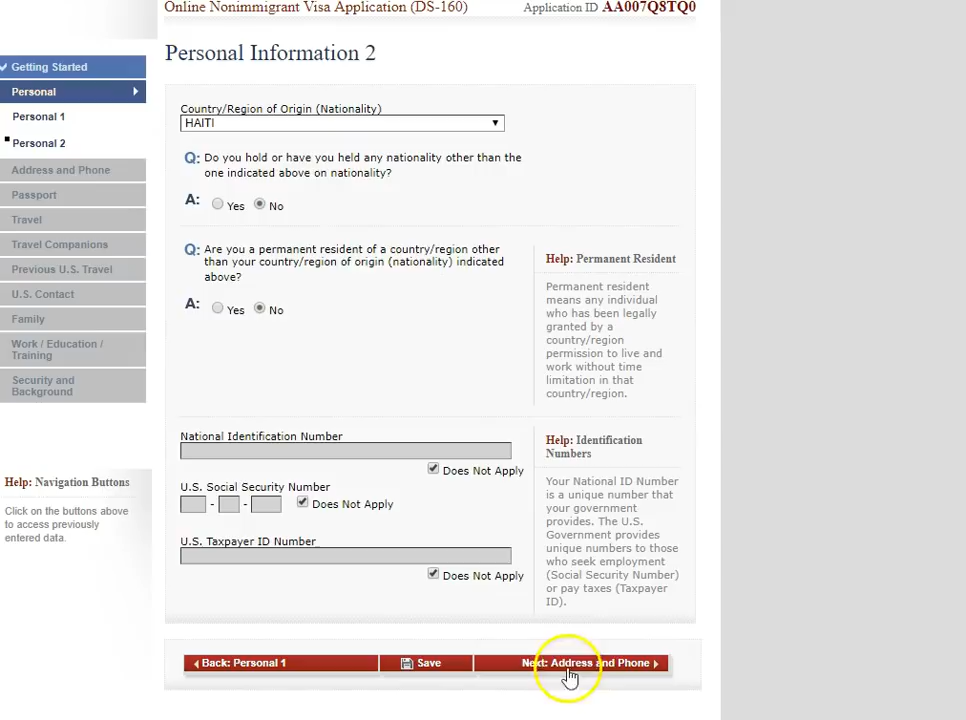 Online Nonimmigrant Visa Application (DS-160)
Application ID AA007Q8TQ0
Personal Information 2
Getting Started
Personal
Personal 1
Personal 2
Address and Phone
Passport
Travel
Travel Companions
Previous U.S. Travel
U.S. Contact
Family
Work / Education /
Training
Security and
Background
Help: Navigation Buttons
Click on the buttons above
to access previously
entered data.
Country/Region of Origin (Nationality)
HAITI
Q: Do you hold or have you held any nationality other than the
one indicated above on nationality?
A: Yes No
Q: Are you a permanent resident of a country/region other
than your country/region of origin (nationality) indicated
above?
A: Yes No
Help: Permanent Resident
Permanent resident
means any individual
who has been legally
granted by a
country/region
permission to live and
work without time
limitation in that
country/region.
National Identification Number
Does Not Apply
U.S. Social Security Number
- - Does Not Apply
U.S. Taxpayer ID Number
Does Not Apply
Help: Identification
Numbers
Your National ID Number
is a unique number that
your government
provides. The U.S.
Government provides
unique numbers to those
who seek employment
(Social Security Number)
or pay taxes (Taxpayer
ID).
Back: Personal 1
Save
Next: Address and Phone